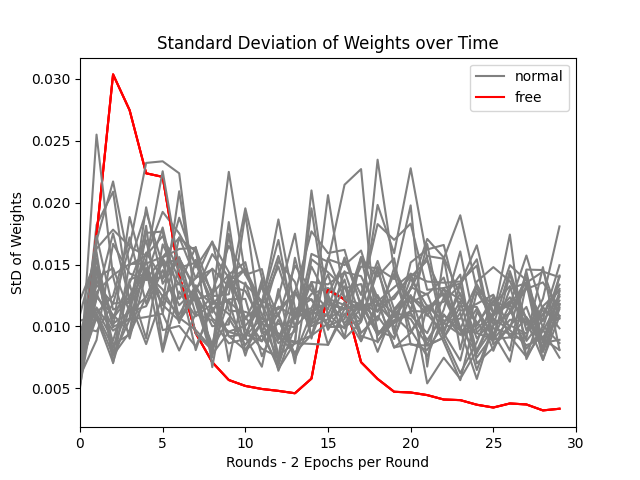 Standard Deviation of Weights over Time
normal
free
StD of Weights
0.030
0.025
0.020
0.015
0.010
0.005
0
5
10
15
20
25
30
Rounds - 2 Epochs per Round